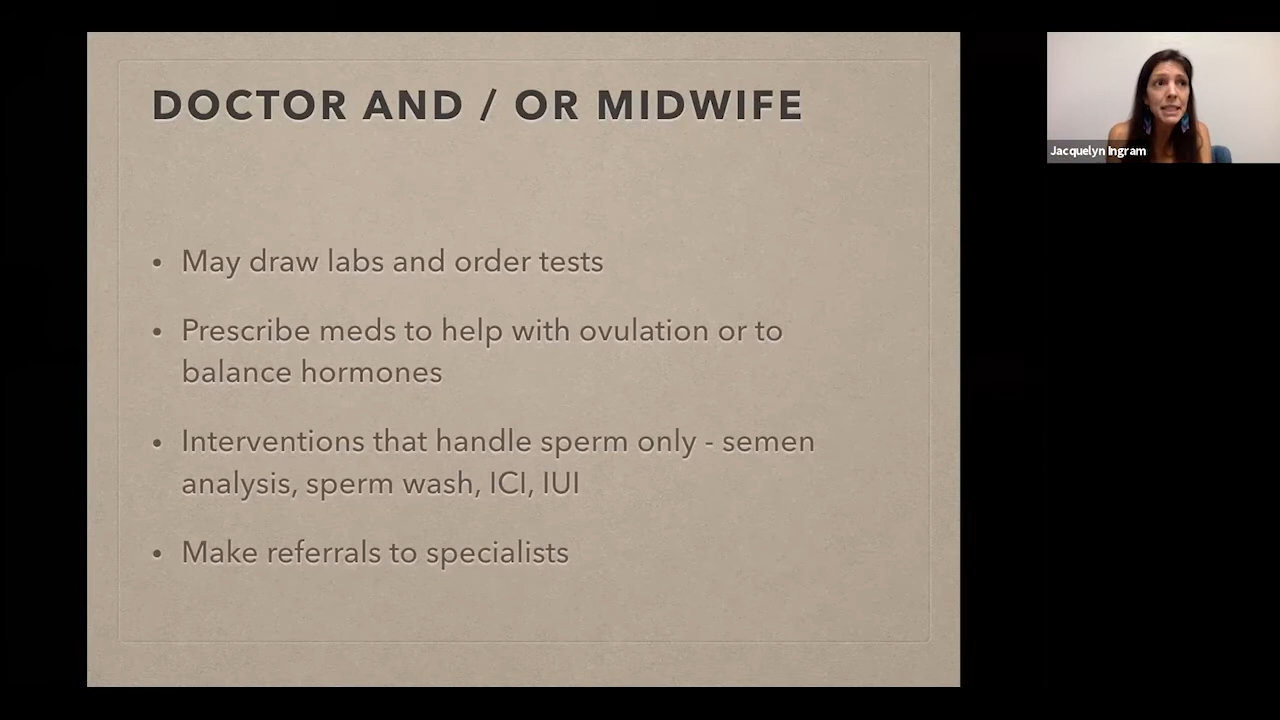 DOCTOR AND / OR MIDWIFE
• May draw labs and order tests
• Prescribe meds to help with ovulation or to
balance hormones
• Interventions that handle sperm only - semen
analysis, sperm wash, ICI, IUI
• Make referrals to specialists
Jacquelyn Ingram